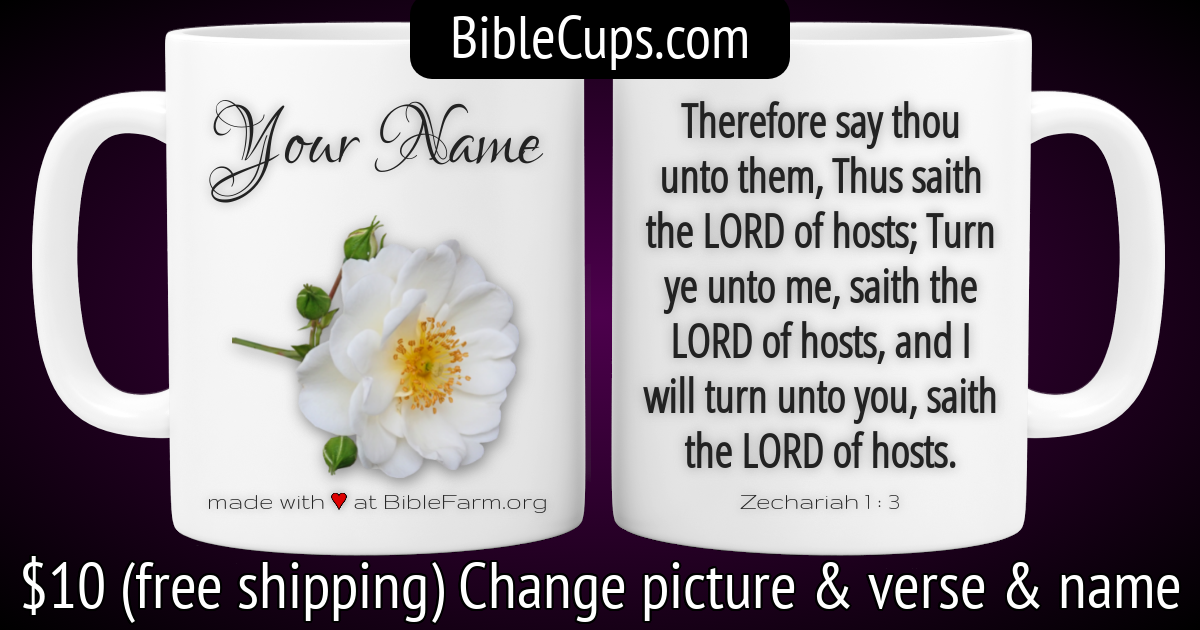 BibleCups.com
Your Name
made with ♥ at BibleFarm.org
Therefore say thou
unto them, Thus saith
the LORD of hosts; Turn
ye unto me, saith the
LORD of hosts, and I
will turn unto you, saith
the LORD of hosts.
Zechariah 1 : 3
$10 (free shipping) Change picture & verse & name